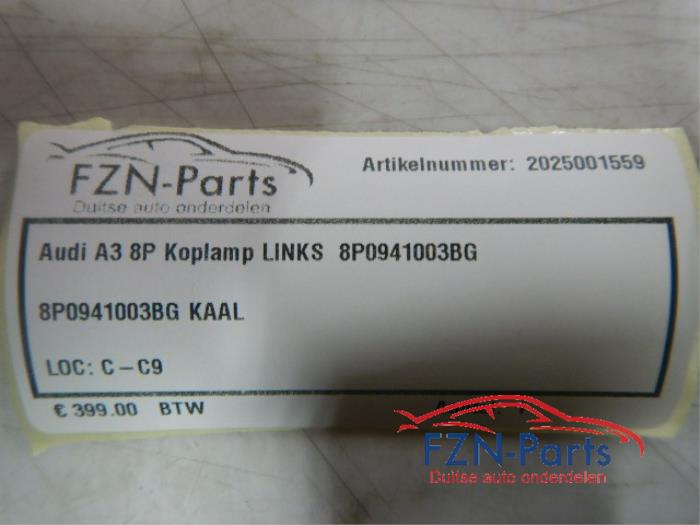 FZN-Parts
Duitse auto onderdelen
Artikelnummer: 2025001559
Audi A3 8P Koplamp LINKS 8P0941003BG
8P0941003BG KAAL
LOC: C-C9
€ 399.00 BTW
FZN-Parts
Duitse auto onderdelen